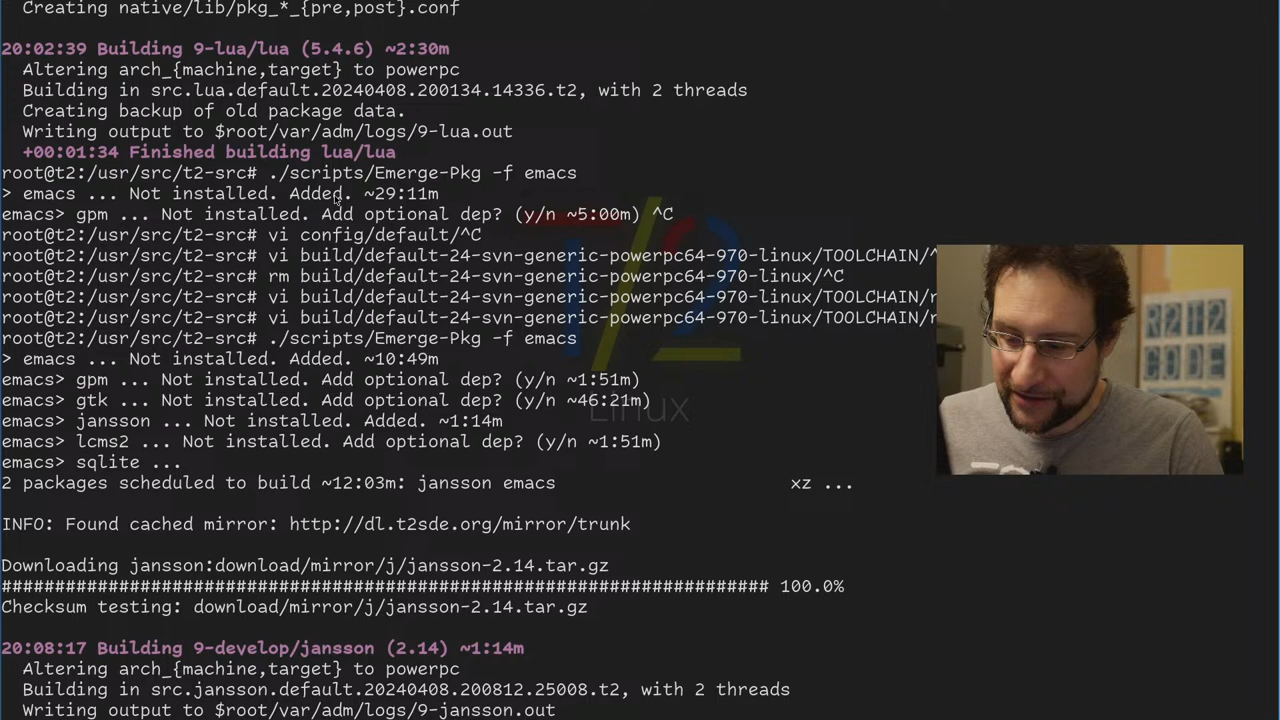 Creating native/lib/pkg_*_{pre,post}.conf
20:02:39 Building 9-lua/lua (5.4.6) ~2:30m
Altering arch_{machine,target} to powerpc
Building in src.lua.default.20240408.200134.14336.t2, with 2 threads
Creating backup of old package data.
Writing output to $root/var/adm/logs/9-lua.out
+00:01:34 Finished building lua/lua
root@t2:/usr/src/t2-src# ./scripts/Emerge-Pkg -f emacs
> emacs ... Not installed. Added. ~29:11m
emacs> gpm ... Not installed. Add optional dep? (y/n ~5:00m) ^C
root@t2:/usr/src/t2-src# vi config/default/^C
root@t2:/usr/src/t2-src# vi build/default-24-svn-generic-powerpc64-970-linux/TOOLCHAIN/^
root@t2:/usr/src/t2-src# rm build/default-24-svn-generic-powerpc64-970-linux/^C
root@t2:/usr/src/t2-src# vi build/default-24-svn-generic-powerpc64-970-linux/TOOLCHAIN/
root@t2:/usr/src/t2-src# vi build/default-24-svn-generic-powerpc64-970-linux/TOOLCHAIN/
root@t2:/usr/src/t2-src# ./scripts/Emerge-Pkg -f emacs
> emacs ... Not installed. Added. ~10:49m
emacs> gpm ... Not installed. Add optional dep? (y/n ~1:51m)
emacs> gtk ... Not installed. Add optional dep? (y/n ~46:21m)
emacs> jansson ... Not installed. Added. ~1:14m
emacs> lcms2 ... Not installed. Add optional dep? (y/n ~1:51m)
emacs> sqlite ...
2 packages scheduled to build ~12:03m: jansson emacs xz ...
INFO: Found cached mirror: http://dl.t2sde.org/mirror/trunk
Downloading jansson:download/mirror/j/jansson-2.14.tar.gz
######################################################################## 100.0%
Checksum testing: download/mirror/j/jansson-2.14.tar.gz
20:08:17 Building 9-develop/jansson (2.14) ~1:14m
Altering arch_{machine,target} to powerpc
Building in src.jansson.default.20240408.200812.25008.t2, with 2 threads
Writing output to $root/var/adm/logs/9-jansson.out
T/2
Linux
R2H2
CODE